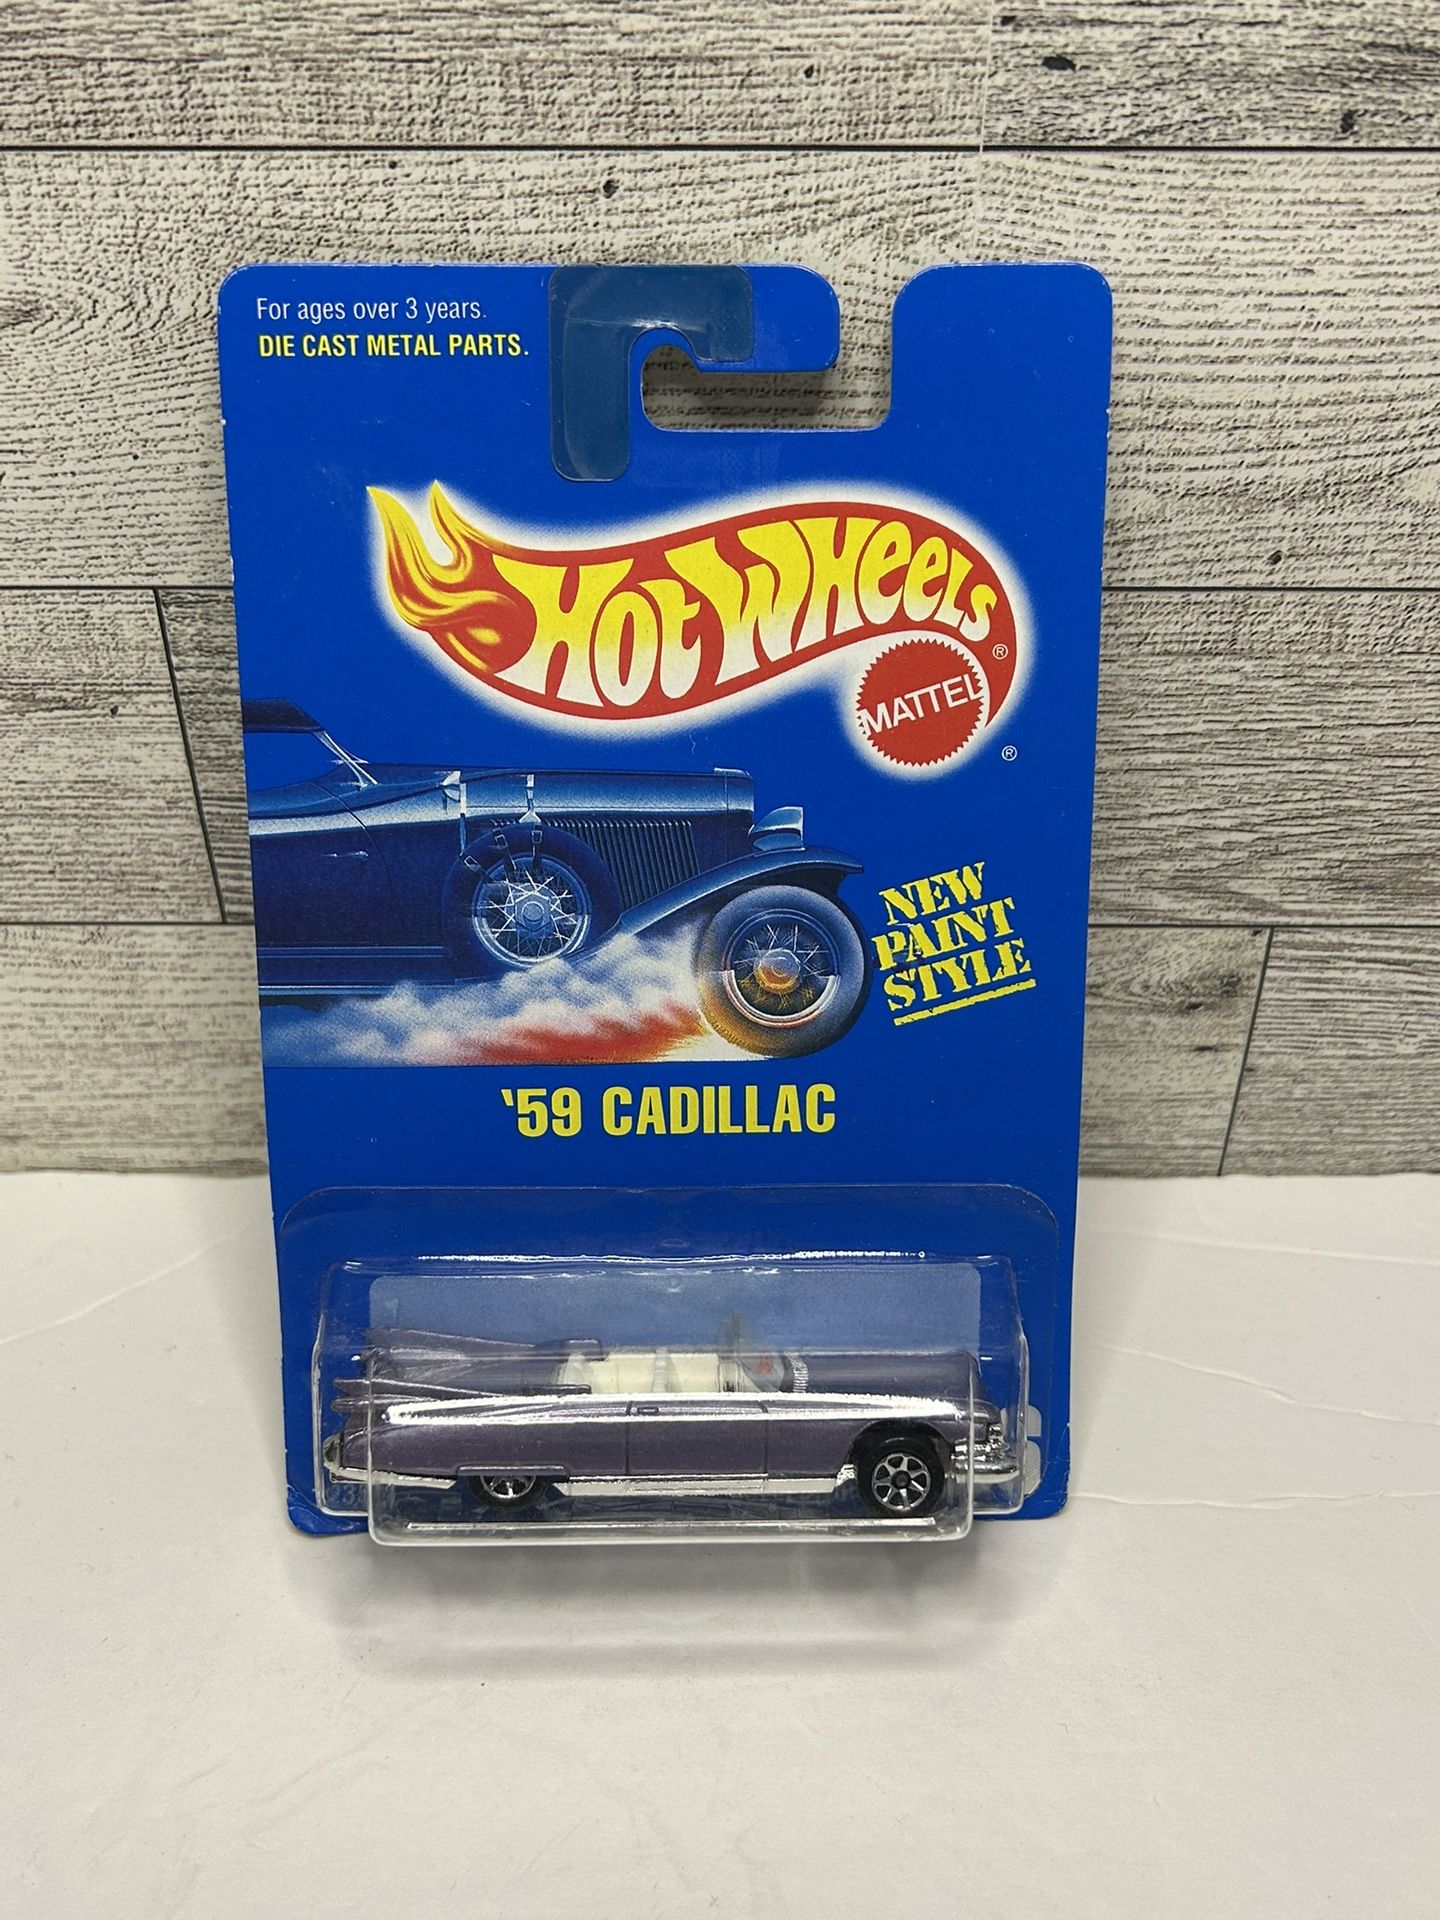 For ages over 3 years.
DIE CAST METAL PARTS.
Hot Wheels®
MATTEL
®
NEW
PAINT
STYLE
'59 CADILLAC